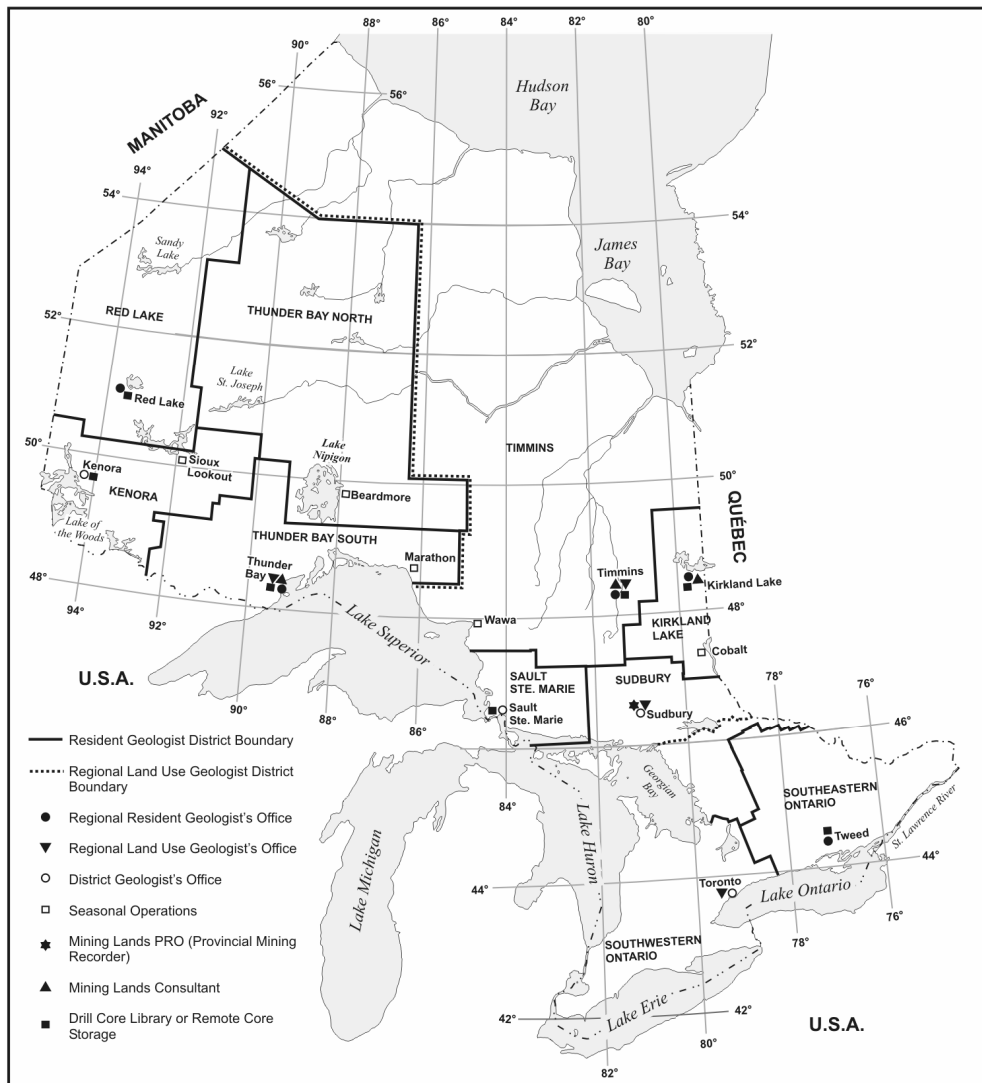 88°
86°
84°
82°
80°
90°
56°
56°
Hudson
Bay
MANITOBA
92°
94°
54°
54°
Sandy
Lake
James
Bay
RED LAKE
THUNDER BAY NORTH
52°
52°
Lake
St. Joseph
Red Lake
TIMMINS
50°
Lake
Nipigon
Sioux
Lookout
Kenora
50°
KENORA
Beardmore
QUÉBEC
Lake of
the Woods
THUNDER BAY SOUTH
Marathon
Thunder
Bay
Timmins
Kirkland Lake
48°
48°
94°
92°
Wawa
KIRKLAND
LAKE
Lake Superior
Cobalt
U.S.A.
SAULT
STE. MARIE
SUDBURY
78°
76°
90°
88°
86°
Sault
Ste. Marie
Sudbury
46°
Resident Geologist District Boundary
Regional Land Use Geologist District
Boundary
Regional Resident Geologist's Office
Regional Land Use Geologist's Office
District Geologist's Office
Seasonal Operations
Mining Lands PRO (Provincial Mining
Recorder)
Mining Lands Consultant
Drill Core Library or Remote Core
Storage
Georgian
Bay
84°
SOUTHEASTERN
ONTARIO
Lake Michigan
Lake Huron
Tweed
St. Lawrence River
44°
44°
Toronto
Lake Ontario
76°
78°
SOUTHWESTERN
ONTARIO
42°
Lake Erie
42°
U.S.A.
80°
82°